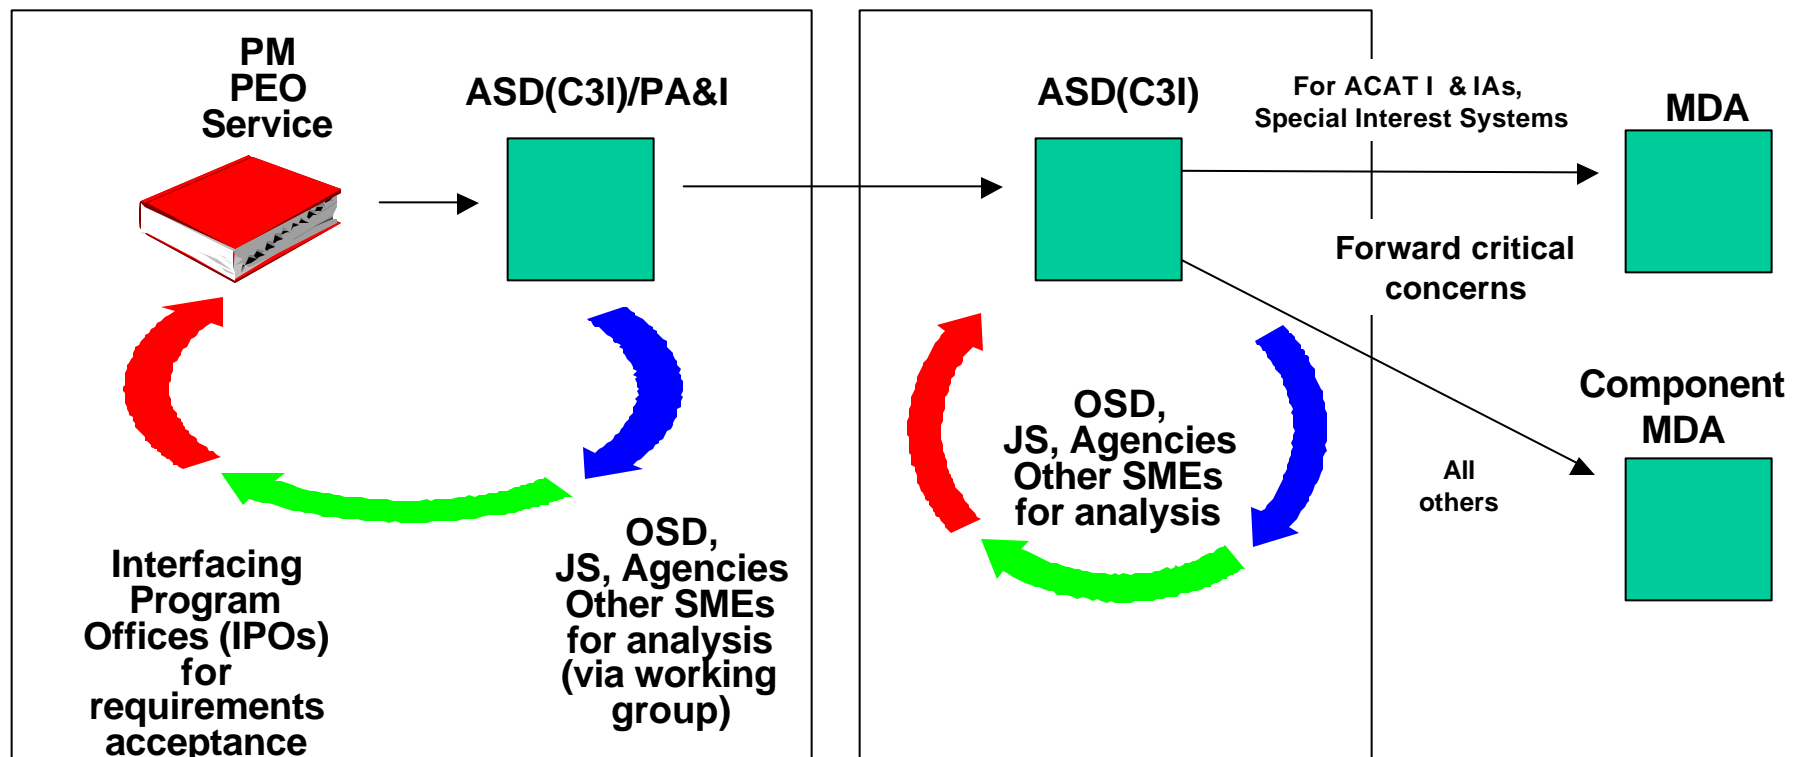 PM
PEO
Service
ASD(C3I)/PA&I
ASD(C3I)
For ACAT I & IAs,
Special Interest Systems
MDA
Forward critical
concerns
Component
MDA
All
others
OSD,
JS, Agencies
Other SMEs
for analysis
OSD,
JS, Agencies
Other SMEs
for analysis
(via working
group)
Interfacing
Program
Offices (IPOs)
for
requirements
acceptance